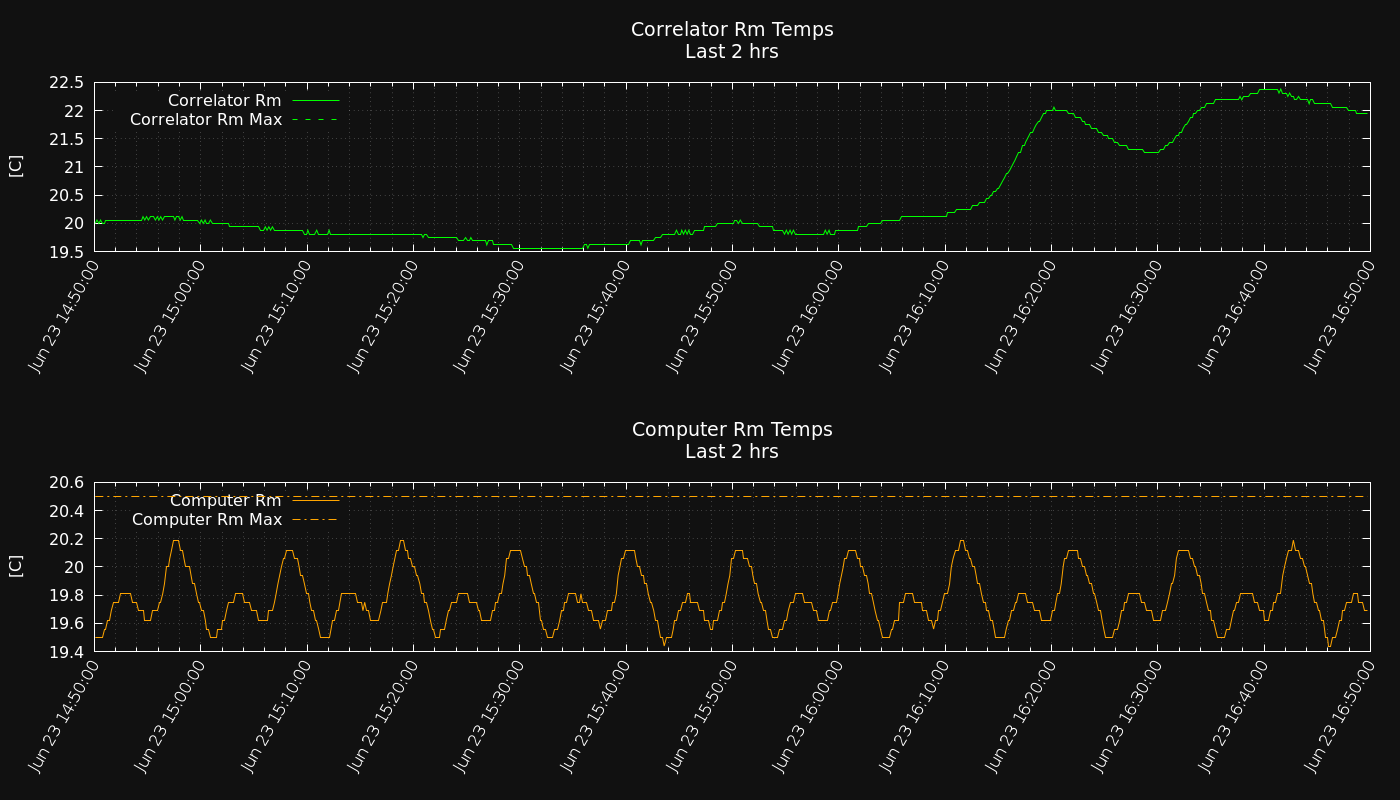 Correlator Rm Temps
Last 2 hrs
22.5
22
21.5
21
20.5
20
19.5
[C]
Correlator Rm
Correlator Rm Max
Jun 23 14:50:00
Jun 23 15:00:00
Jun 23 15:10:00
Jun 23 15:20:00
Jun 23 15:30:00
Jun 23 15:40:00
Jun 23 15:50:00
Jun 23 16:00:00
Jun 23 16:10:00
Jun 23 16:20:00
Jun 23 16:30:00
Jun 23 16:40:00
Jun 23 16:50:00
Computer Rm Temps
Last 2 hrs
20.6
20.4
20.2
20
19.8
19.6
19.4
[C]
Computer Rm
Computer Rm Max
Jun 23 14:50:00
Jun 23 15:00:00
Jun 23 15:10:00
Jun 23 15:20:00
Jun 23 15:30:00
Jun 23 15:40:00
Jun 23 15:50:00
Jun 23 16:00:00
Jun 23 16:10:00
Jun 23 16:20:00
Jun 23 16:30:00
Jun 23 16:40:00
Jun 23 16:50:00